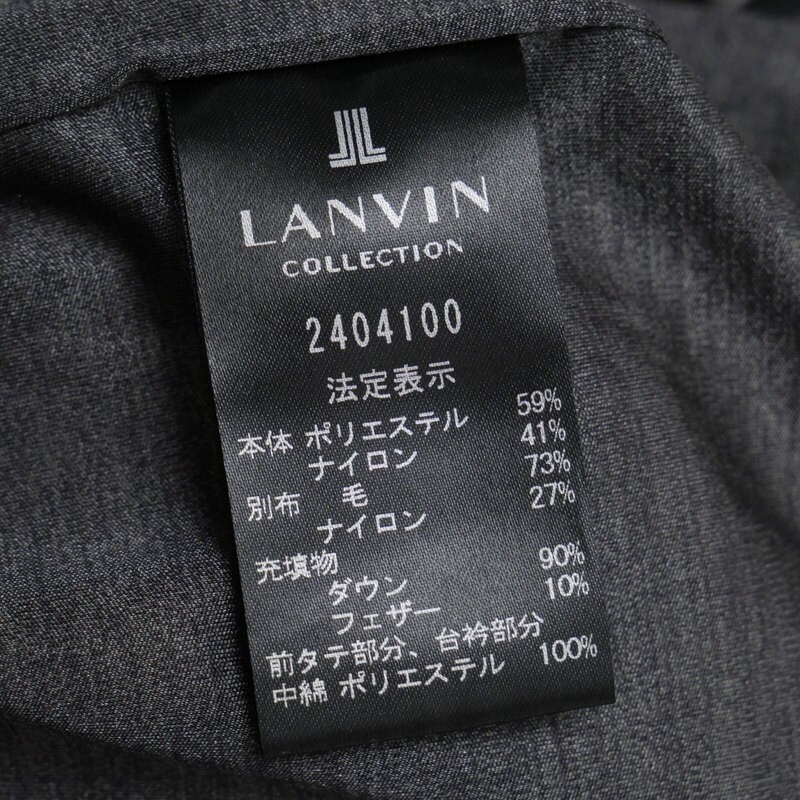 LANVIN
COLLECTION
2404100
法定表示
本体 ポリエステル 59%
ナイロン 41%
別布 毛 73%
ナイロン 27%
充填物
ダウン 90%
フェザー 10%
前タテ部分、台衿部分
中綿 ポリエステル 100%